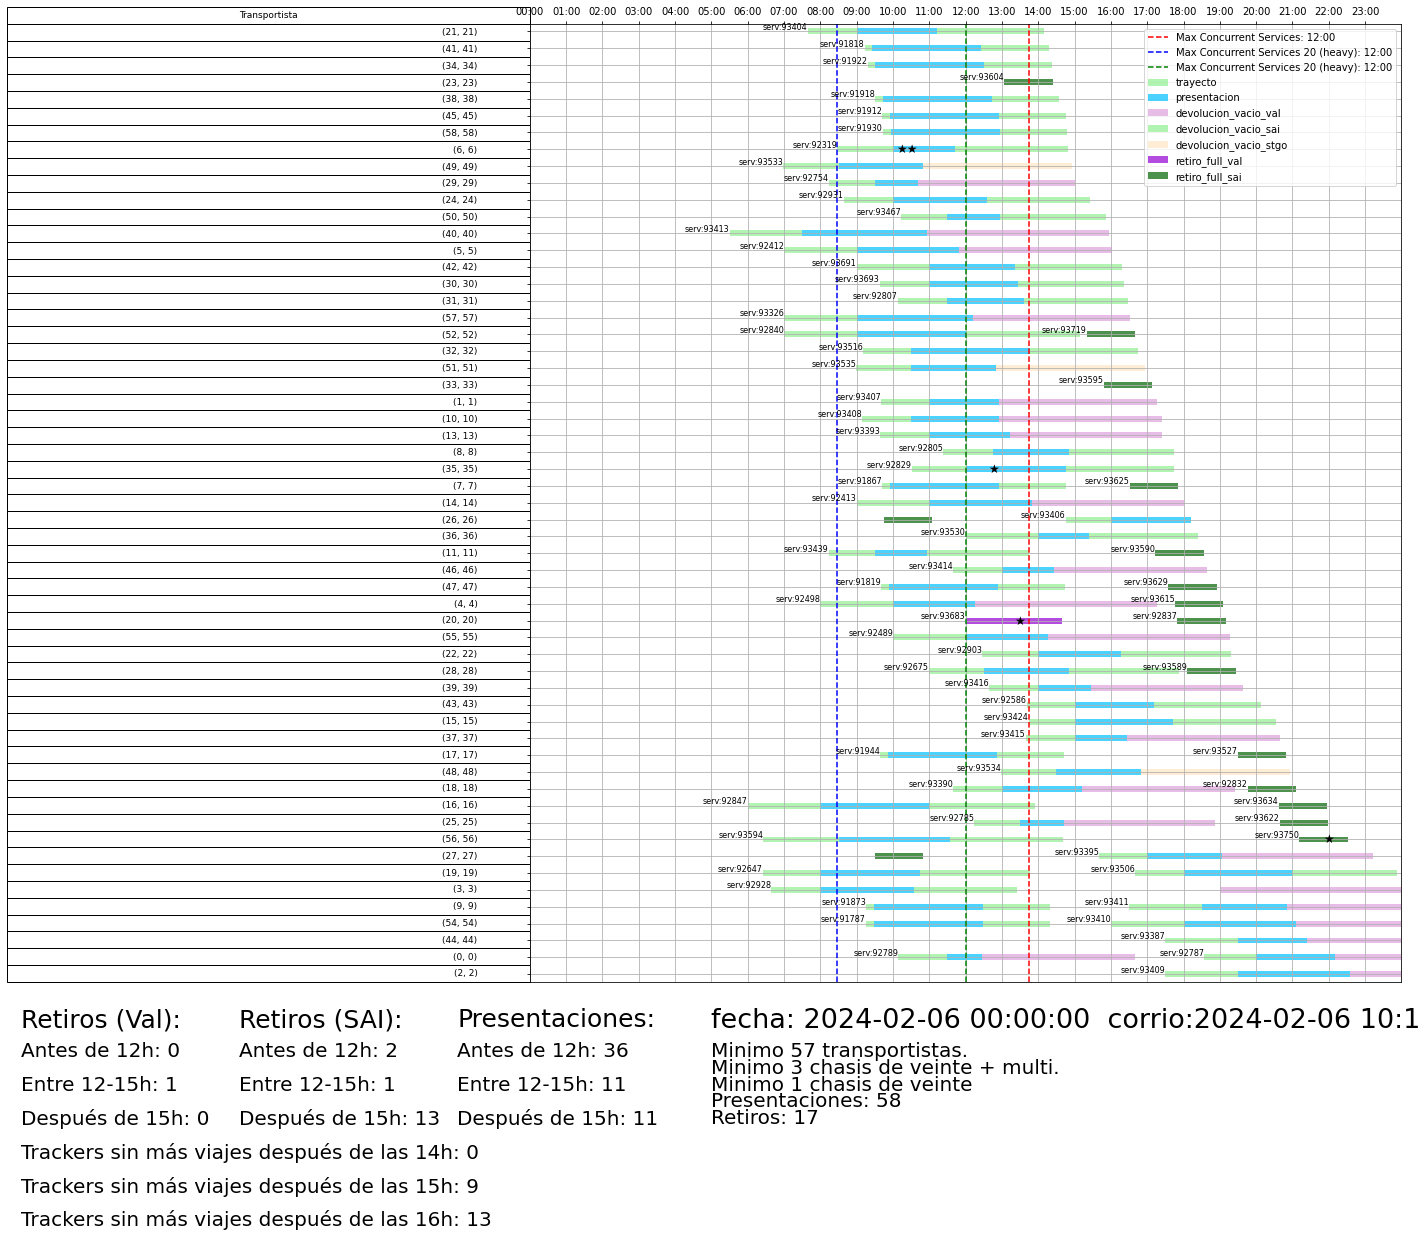 Transportista
00:00 01:00 02:00 03:00 04:00 05:00 06:00 07:00 08:00 09:00 10:00 11:00 12:00 13:00 14:00 15:00 16:00 17:00 18:00 19:00 20:00 21:00 22:00 23:00
Max Concurrent Services: 12:00
Max Concurrent Services 20 (heavy): 12:00
Max Concurrent Services 20 (heavy): 12:00
trayecto
presentacion
devolucion_vacio_val
devolucion_vacio_sai
devolucion_vacio_stgo
retiro_full_val
retiro_full_sai
(21, 21) serv:93404
(41, 41) serv:91818
(34, 34) serv:91922
(23, 23) serv:93604
(38, 38) serv:91918
(45, 45) serv:91912
(58, 58) serv:91930
(6, 6) serv:92319
(49, 49) serv:93533
(29, 29) serv:92754
(24, 24) serv:92931
(50, 50) serv:93467
(40, 40) serv:93413
(5, 5) serv:92412
(42, 42) serv:93691
(30, 30) serv:93693
(31, 31) serv:92807
(57, 57) serv:93326
(52, 52) serv:92840 serv:93719
(32, 32) serv:93516
(51, 51) serv:93535
(33, 33) serv:93595
(1, 1) serv:93407
(10, 10) serv:93408
(13, 13) serv:93393
(8, 8) serv:92805
(35, 35) serv:92829
(7, 7) serv:91867 serv:93625
(14, 14) serv:92413
(26, 26) serv:93406
(36, 36) serv:93530
(11, 11) serv:93439 serv:93590
(46, 46) serv:93414
(47, 47) serv:91819 serv:93629
(4, 4) serv:92498 serv:93615
(20, 20) serv:93683 serv:92837
(55, 55) serv:92489
(22, 22) serv:92903
(28, 28) serv:92675 serv:93589
(39, 39) serv:93416
(43, 43) serv:92586
(15, 15) serv:93424
(37, 37) serv:93415
(17, 17) serv:91944 serv:93527
(48, 48) serv:93534
(18, 18) serv:93390 serv:92832
(16, 16) serv:92847 serv:93634
(25, 25) serv:92785 serv:93622
(56, 56) serv:93594 serv:93750
(27, 27) serv:93395
(19, 19) serv:92647 serv:93506
(3, 3) serv:92928
(9, 9) serv:91873 serv:93411
(54, 54) serv:91787 serv:93410
(44, 44) serv:93387
(0, 0) serv:92789 serv:92787
(2, 2) serv:93409
Retiros (Val):
Antes de 12h: 0
Entre 12-15h: 1
Después de 15h: 0
Retiros (SAI):
Antes de 12h: 2
Entre 12-15h: 1
Después de 15h: 13
Presentaciones:
Antes de 12h: 36
Entre 12-15h: 11
Después de 15h: 11
Trackers sin más viajes después de las 14h: 0
Trackers sin más viajes después de las 15h: 9
Trackers sin más viajes después de las 16h: 13
fecha: 2024-02-06 00:00:00 corrio:2024-02-06 10:1
Minimo 57 transportistas.
Minimo 3 chasis de veinte + multi.
Minimo 1 chasis de veinte
Presentaciones: 58
Retiros: 17